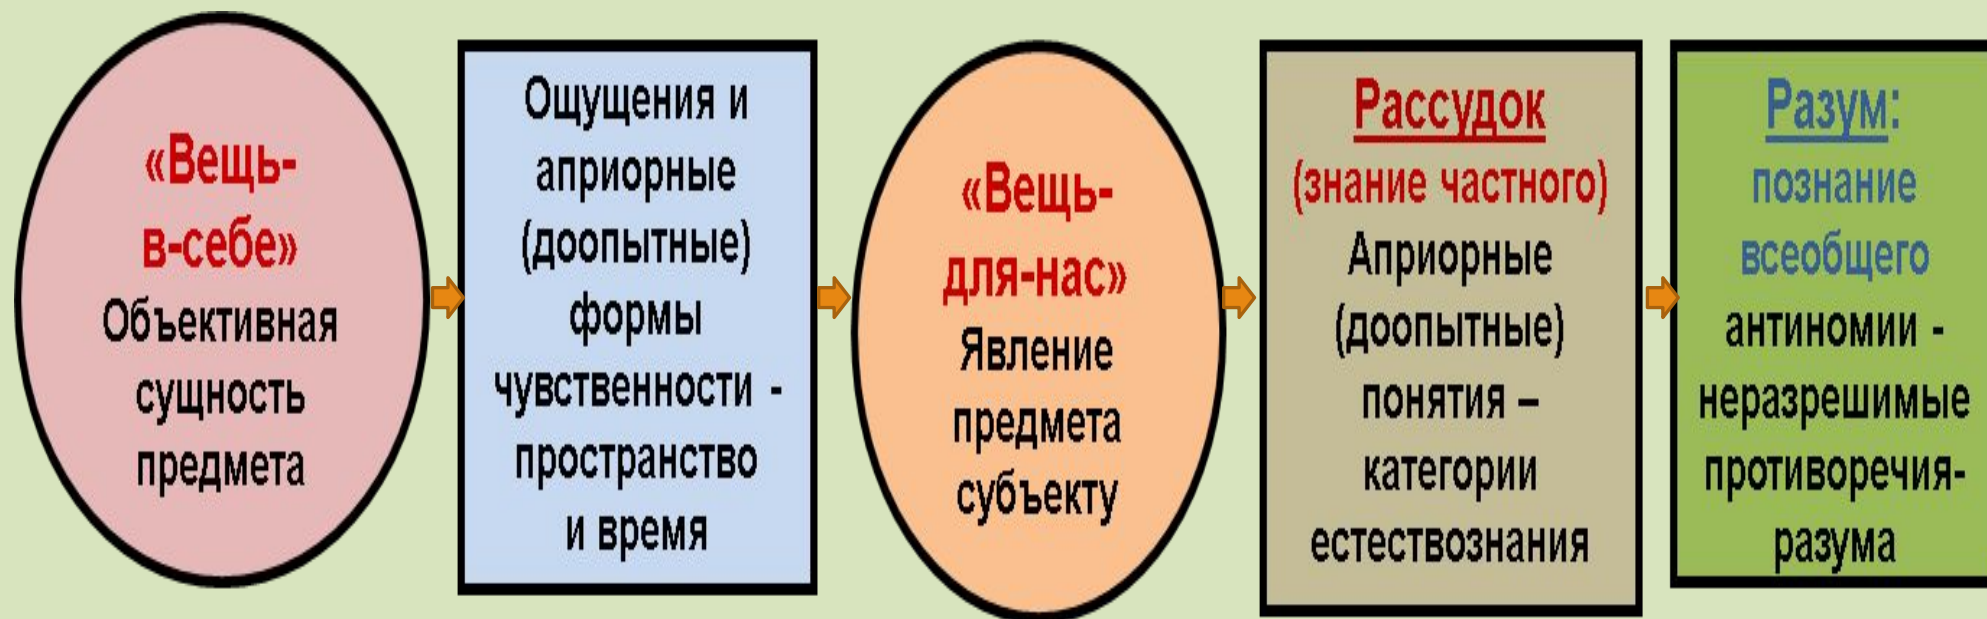 «Вещь-
в-себе»
Объективная
сущность
предмета
Ощущения и
априорные
(доопытные)
формы
чувственности -
пространство
и время
«Вещь-
для-нас»
Явление
предмета
субъекту
Рассудок
(знание частного)
Априорные
(доопытные)
понятия –
категории
естествознания
Разум:
познание
всеобщего
антиномии -
неразрешимые
противоречия-
разума